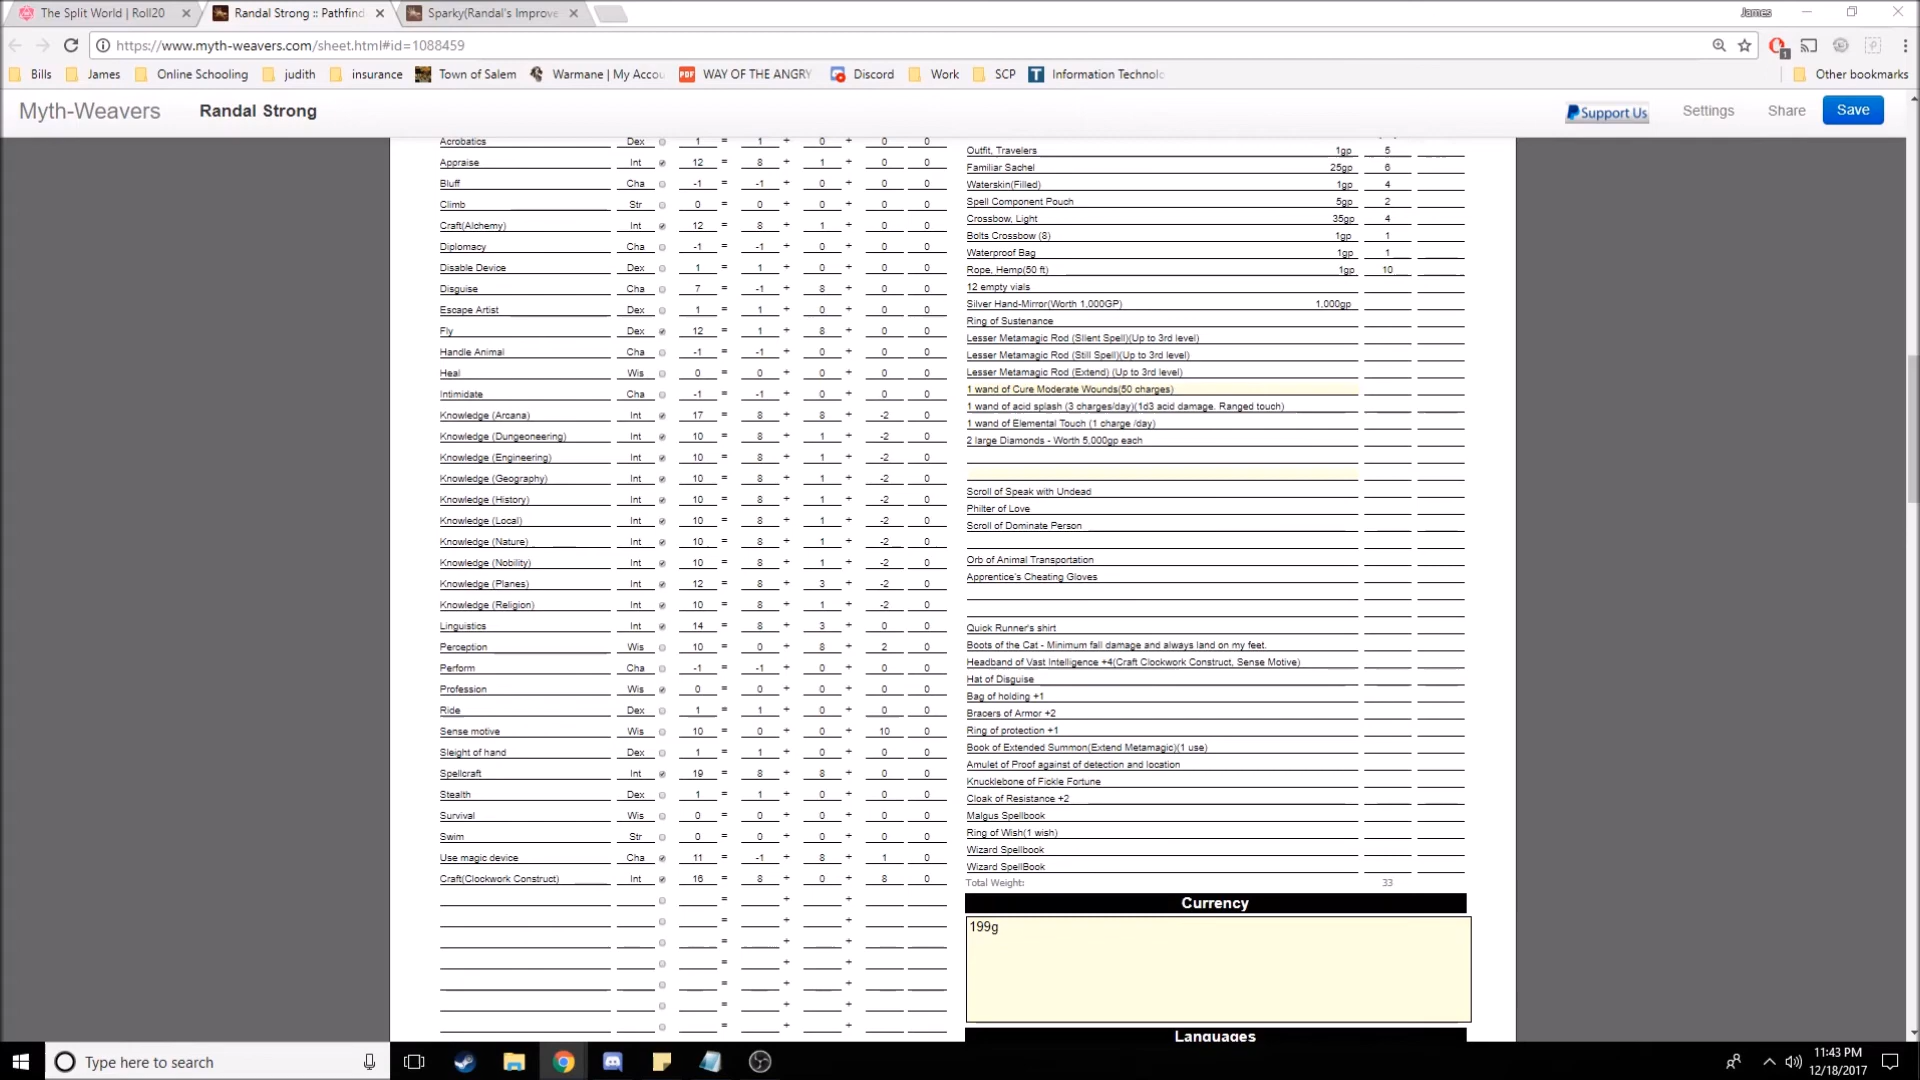 The Split World | Roll20
Randal Strong :: Pathfind
Sparky(Randal's Improve
James
https://www.myth-weavers.com/sheet.html#id=1088459
Bills James Online Schooling judith insurance Town of Salem Warmane | My Accou WAY OF THE ANGRY Discord Work SCP Information Technolo Other bookmarks
Myth-Weavers Randal Strong Support Us Settings Share Save
Acrobatics Dex 1 = 1 + 0 + 0 0
Appraise Int 12 = 8 + 1 + 0 0
Bluff Cha -1 = -1 + 0 + 0 0
Climb Str 0 = 0 + 0 + 0 0
Craft(Alchemy) Int 12 = 8 + 1 + 0 0
Diplomacy Cha -1 = -1 + 0 + 0 0
Disable Device Dex 1 = 1 + 0 + 0 0
Disguise Cha 7 = -1 + 8 + 0 0
Escape Artist Dex 1 = 1 + 0 + 0 0
Fly Dex 12 = 1 + 8 + 0 0
Handle Animal Cha -1 = -1 + 0 + 0 0
Heal Wis 0 = 0 + 0 + 0 0
Intimidate Cha -1 = -1 + 0 + 0 0
Knowledge (Arcana) Int 17 = 8 + 8 + -2 0
Knowledge (Dungeoneering) Int 10 = 8 + 1 + -2 0
Knowledge (Engineering) Int 10 = 8 + 1 + -2 0
Knowledge (Geography) Int 10 = 8 + 1 + -2 0
Knowledge (History) Int 10 = 8 + 1 + -2 0
Knowledge (Local) Int 10 = 8 + 1 + -2 0
Knowledge (Nature) Int 10 = 8 + 1 + -2 0
Knowledge (Nobility) Int 10 = 8 + 1 + -2 0
Knowledge (Planes) Int 12 = 8 + 3 + -2 0
Knowledge (Religion) Int 10 = 8 + 1 + -2 0
Linguistics Int 14 = 8 + 3 + 0 0
Perception Wis 10 = 0 + 8 + 2 0
Perform Cha -1 = -1 + 0 + 0 0
Profession Wis 0 = 0 + 0 + 0 0
Ride Dex 1 = 1 + 0 + 0 0
Sense motive Wis 10 = 0 + 0 + 10 0
Sleight of hand Dex 1 = 1 + 0 + 0 0
Spellcraft Int 19 = 8 + 8 + 0 0
Stealth Dex 1 = 1 + 0 + 0 0
Survival Wis 0 = 0 + 0 + 0 0
Swim Str 0 = 0 + 0 + 0 0
Use magic device Cha 11 = -1 + 8 + 1 0
Craft(Clockwork Construct) Int 16 = 8 + 0 + 8 0
= +
= +
= +
= +
= +
= +
= +
Outfit, Travelers 1gp 5
Familiar Sachel 25gp 6
Waterskin(Filled) 1gp 4
Spell Component Pouch 5gp 2
Crossbow, Light 35gp 4
Bolts Crossbow (8) 1gp 1
Waterproof Bag 1gp 1
Rope, Hemp(50 ft) 1gp 10
12 empty vials
Silver Hand-Mirror(Worth 1,000GP) 1,000gp
Ring of Sustenance
Lesser Metamagic Rod (Silent Spell)(Up to 3rd level)
Lesser Metamagic Rod (Still Spell)(Up to 3rd level)
Lesser Metamagic Rod (Extend) (Up to 3rd level)
1 wand of Cure Moderate Wounds(50 charges)
1 wand of acid splash (3 charges/day)(1d3 acid damage. Ranged touch)
1 wand of Elemental Touch (1 charge /day)
2 large Diamonds - Worth 5,000gp each
Scroll of Speak with Undead
Philter of Love
Scroll of Dominate Person
Orb of Animal Transportation
Apprentice's Cheating Gloves
Quick Runner's shirt
Boots of the Cat - Minimum fall damage and always land on my feet.
Headband of Vast Intelligence +4(Craft Clockwork Construct, Sense Motive)
Hat of Disguise
Bag of holding +1
Bracers of Armor +2
Ring of protection +1
Book of Extended Summon(Extend Metamagic)(1 use)
Amulet of Proof against of detection and location
Knucklebone of Fickle Fortune
Cloak of Resistance +2
Malgus Spellbook
Ring of Wish(1 wish)
Wizard Spellbook
Wizard SpellBook
Total Weight: 33
Currency
199g
Languages
Type here to search
11:43 PM
12/18/2017